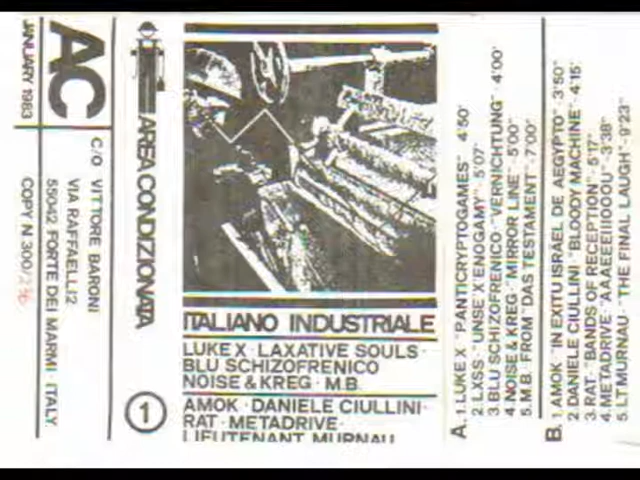 AC
JANUARY 1983
C/O VITTORE BARONI
VIA RAFFAELLI 2
55042 FORTE DEI MARMI · ITALY
COPY N 300/
AREA CONDIZIONATA
1
ITALIANO INDUSTRIALE
LUKE X · LAXATIVE SOULS ·
BLU SCHIZOFRENICO
NOISE & KREG · M.B.
AMOK · DANIELE CIULLINI ·
RAT · METADRIVE ·
LIEUTENANT MURNAU
A. 1. LUKE X "PANTICRYPTOGAMES" 4'50"
2. LXSS · "UNSE'X ENOGAMY" · 5'07
3. BLU SCHIZOFRENICO · "VERNICHTUNG" · 4'00"
4. NOISE & KREG · "MIRROR LINE" · 5'00"
5. M.B. · FROM "DAS TESTAMENT" · 7'00"
B. 1. AMOK "IN EXITU ISRAEL DE AEGYPTO" · 3'50"
2. DANIELE CIULLINI "BLOODY MACHINE" · 4'15"
3. RAT · "BANDS OF RECEPTION" · 5'17
4. METADRIVE · "AAAEEEIIIOOOU" · 3'38"
5. LT MURNAU · "THE FINAL LAUGH" · 9'23"